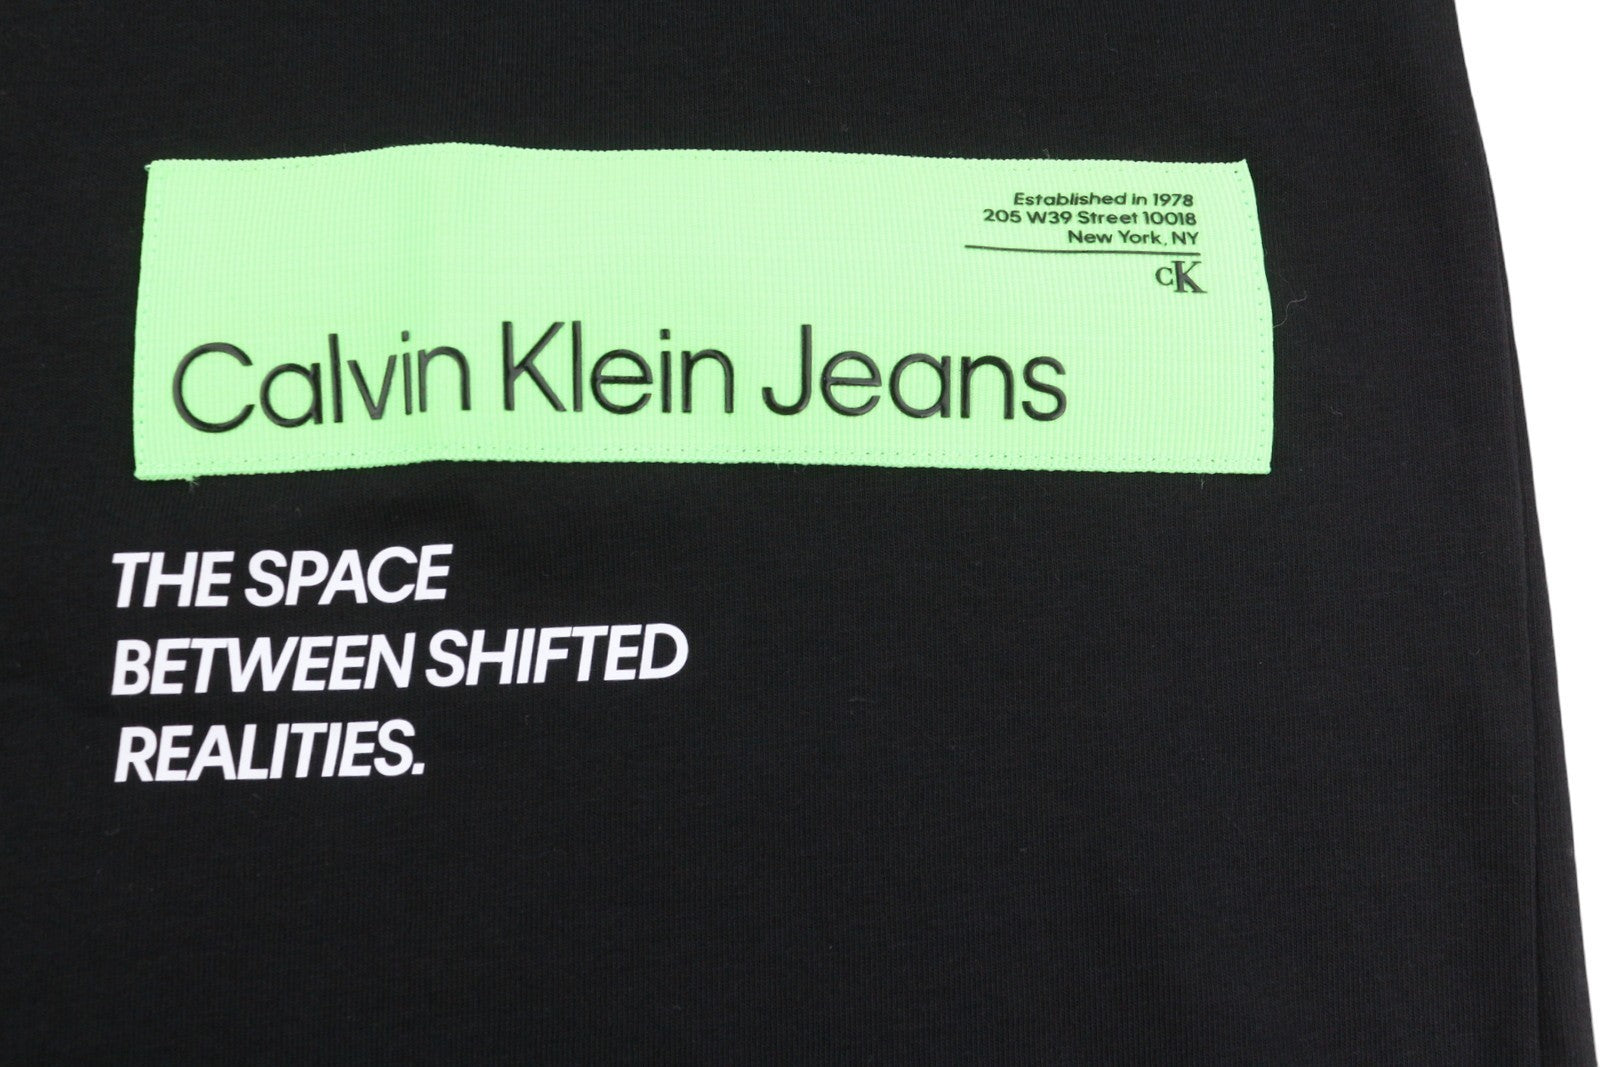 Established in 1978
205 W39 Street 10018
New York, NY
CK
Calvin Klein Jeans
THE SPACE
BETWEEN SHIFTED
REALITIES.